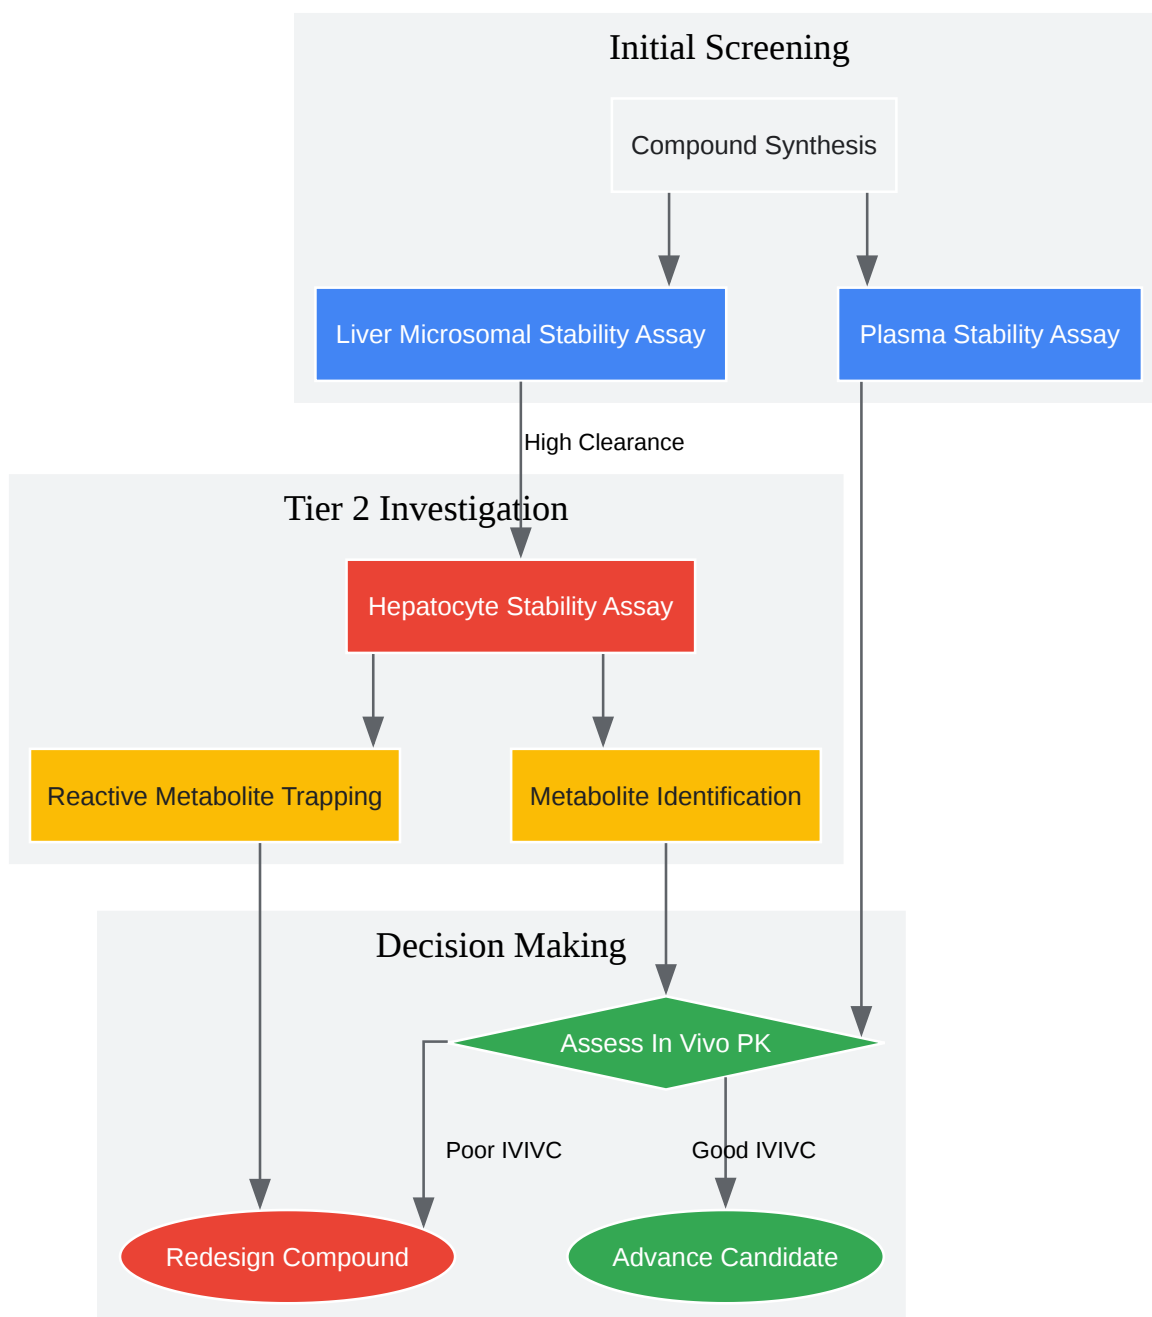 Initial Screening
Compound Synthesis
Liver Microsomal Stability Assay
Plasma Stability Assay
High Clearance
Tier 2 Investigation
Hepatocyte Stability Assay
Reactive Metabolite Trapping
Metabolite Identification
Decision Making
Assess In Vivo PK
Poor IVIVC
Good IVIVC
Redesign Compound
Advance Candidate